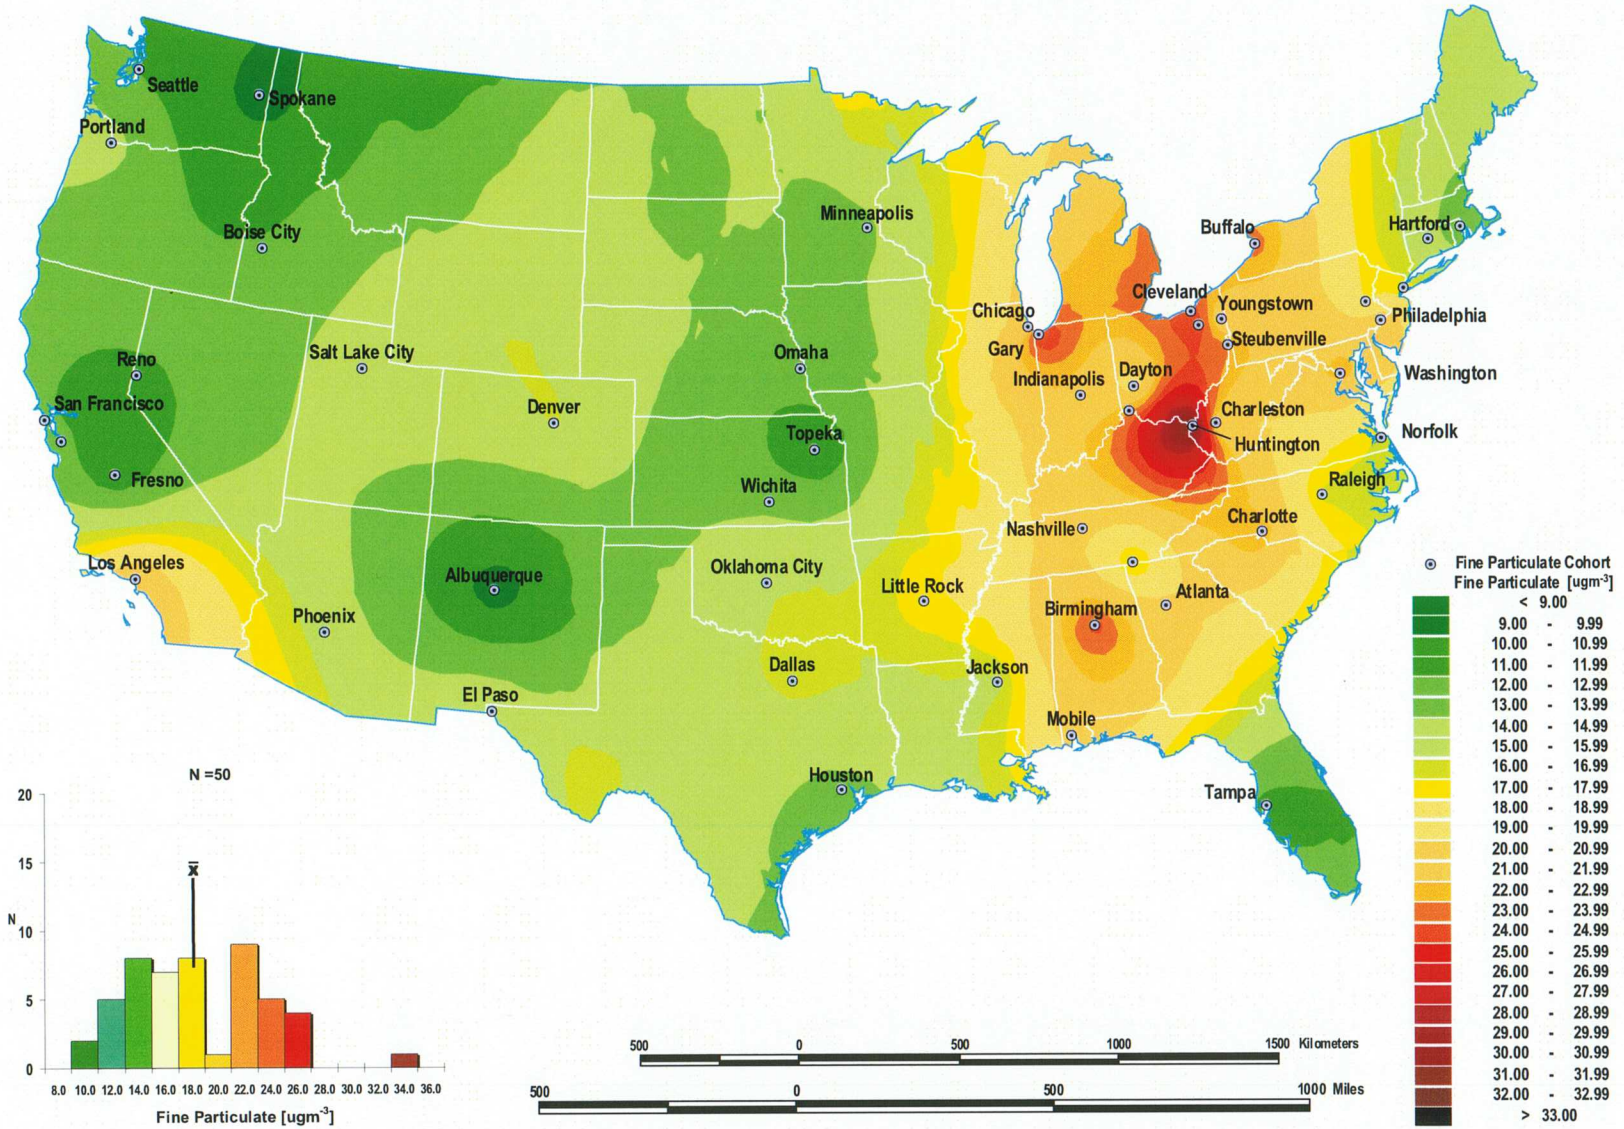 Seattle
Spokane
Portland
Boise City
Minneapolis
Buffalo
Hartford
Cleveland
Youngstown
Chicago
Philadelphia
Gary
Steubenville
Reno
Salt Lake City
Omaha
Indianapolis
Dayton
Washington
San Francisco
Denver
Charleston
Topeka
Huntington
Norfolk
Fresno
Wichita
Raleigh
Nashville
Charlotte
Los Angeles
Albuquerque
Oklahoma City
Little Rock
Atlanta
Phoenix
Birmingham
El Paso
Dallas
Jackson
Mobile
Houston
Tampa
Fine Particulate Cohort
Fine Particulate [ugm-3]
< 9.00
9.00 - 9.99
10.00 - 10.99
11.00 - 11.99
12.00 - 12.99
13.00 - 13.99
14.00 - 14.99
15.00 - 15.99
16.00 - 16.99
17.00 - 17.99
18.00 - 18.99
19.00 - 19.99
20.00 - 20.99
21.00 - 21.99
22.00 - 22.99
23.00 - 23.99
24.00 - 24.99
25.00 - 25.99
26.00 - 26.99
27.00 - 27.99
28.00 - 28.99
29.00 - 29.99
30.00 - 30.99
31.00 - 31.99
32.00 - 32.99
> 33.00
N =50
20
15
x̄
N
10
5
0
8.0 10.0 12.0 14.0 16.0 18.0 20.0 22.0 24.0 26.0 28.0 30.0 32.0 34.0 36.0
Fine Particulate [ugm-3]
500 0 500 1000 1500 Kilometers
500 0 500 1000 Miles